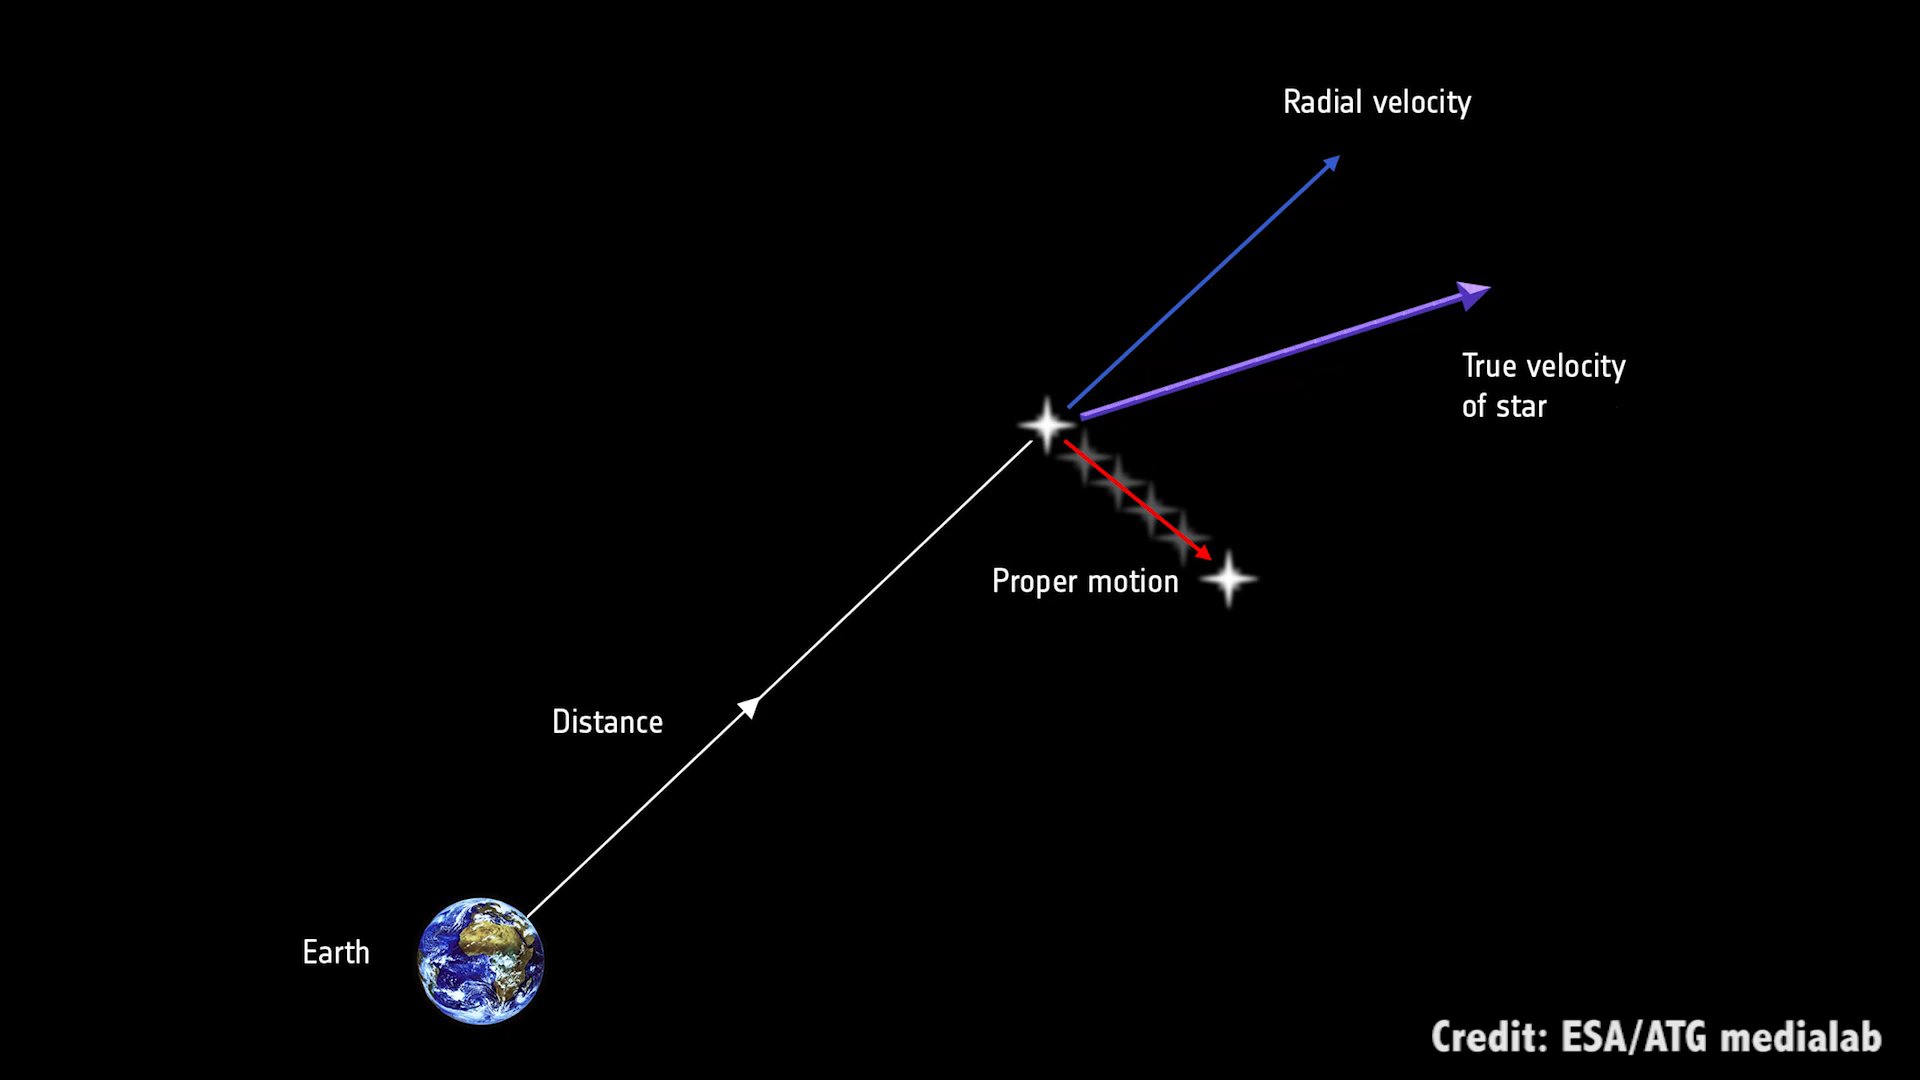 Radial velocity
True velocity
of star
Proper motion
Distance
Earth
Credit: ESA/ATG medialab